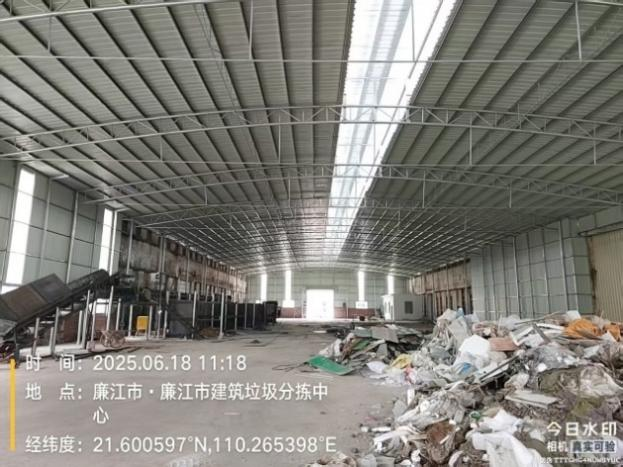 时 间：2025.06.18 11:18
地 点：廉江市·廉江市建筑垃圾分拣中
心
经纬度：21.600597°N,110.265398°E
今日水印
相机 真实可验